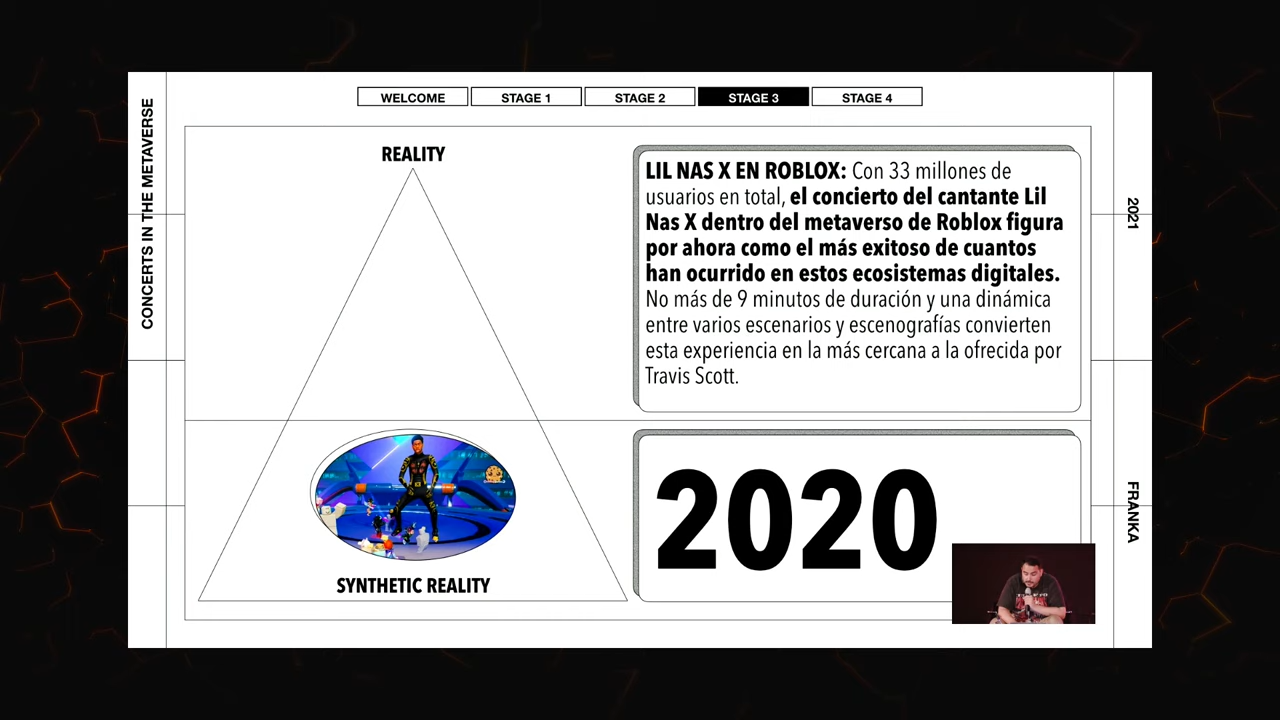 WELCOME
STAGE 1
STAGE 2
STAGE 3
STAGE 4
CONCERTS IN THE METAVERSE
REALITY
LIL NAS X EN ROBLOX: Con 33 millones de
usuarios en total, el concierto del cantante Lil
Nas X dentro del metaverso de Roblox figura
por ahora como el más exitoso de cuantos
han ocurrido en estos ecosistemas digitales.
No más de 9 minutos de duración y una dinámica
entre varios escenarios y escenografías convierten
esta experiencia en la más cercana a la ofrecida por
Travis Scott.
2021
SYNTHETIC REALITY
2020
FRANKA